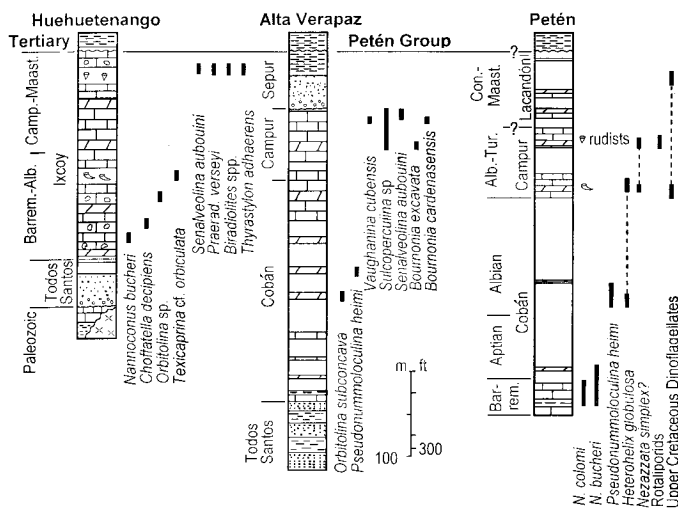 Huehuetenango
Alta Verapaz
Petén
Tertiary
Petén Group
Camp.-Maast.
Barrem.-Alb.
Ixcoy
Todos
Santos
Paleozoic
Nannoconus bucheri
Choffatella decipiens
Orbitolina sp.
Texicaprina cf. orbiculata
Senalveolina aubouini
Praerad. verseyi
Biradiolites spp.
Thyrastylon adhaerens
Sepur
Campur
Cobán
Todos
Santos
Orbitolina subconcava
Pseudonummoloculina heimi
Vaughanina cubensis
Sulcoperculina sp
Senalveolina aubouini
Bournonia excavata
Bournonia cardenasensis
m ft
100 300
?
Con.-
Maast.
Lacandón
?
Alb.-Tur.
Campur
Albian
Cobán
Aptian
Bar-
rem.
rudists
N. colomi
N. bucheri
Pseudonummoloculina heimi
Heterohelix globulosa
Nezazzata simplex?
Rotaliporids
Upper Cretaceous Dinoflagellates